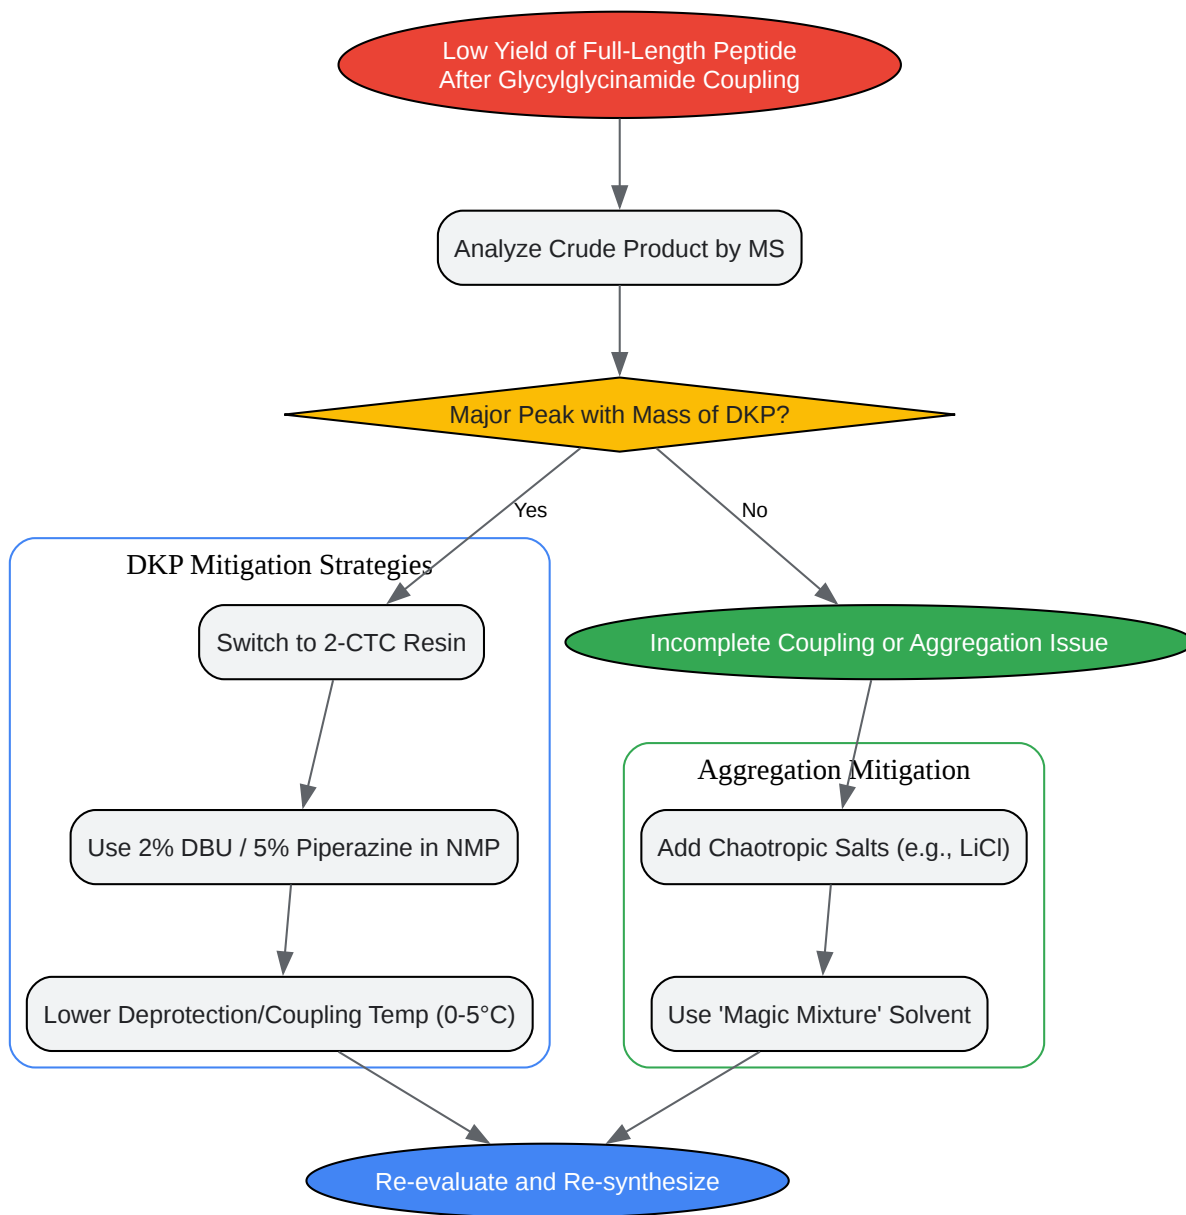 Low Yield of Full-Length Peptide
After Glycylglycinamide Coupling
Analyze Crude Product by MS
Major Peak with Mass of DKP?
Yes
No
DKP Mitigation Strategies
Switch to 2-CTC Resin
Incomplete Coupling or Aggregation Issue
Aggregation Mitigation
Use 2% DBU / 5% Piperazine in NMP
Add Chaotropic Salts (e.g., LiCl)
Lower Deprotection/Coupling Temp (0-5°C)
Use 'Magic Mixture' Solvent
Re-evaluate and Re-synthesize